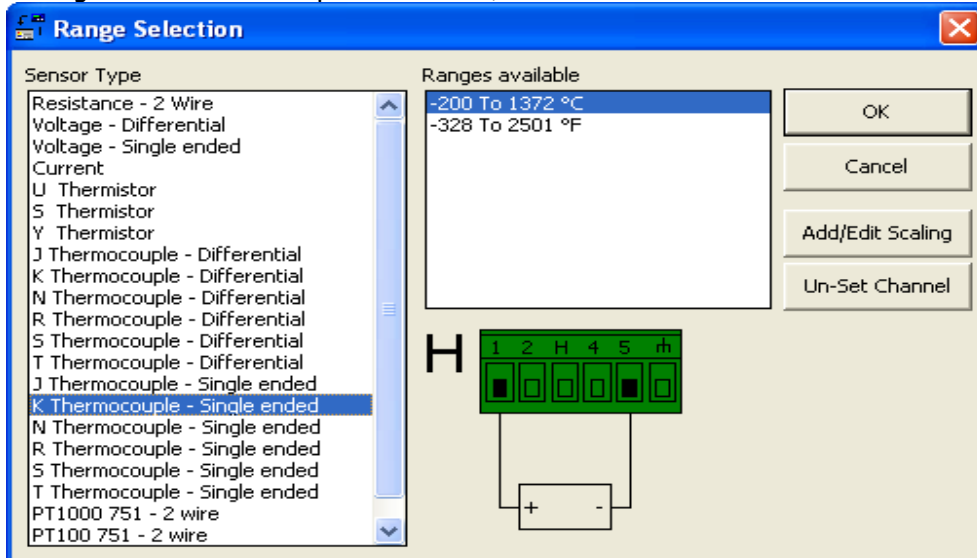 Range Selection
Sensor Type
Resistance - 2 Wire
Voltage - Differential
Voltage - Single ended
Current
U Thermistor
S Thermistor
Y Thermistor
J Thermocouple - Differential
K Thermocouple - Differential
N Thermocouple - Differential
R Thermocouple - Differential
S Thermocouple - Differential
T Thermocouple - Differential
J Thermocouple - Single ended
K Thermocouple - Single ended
N Thermocouple - Single ended
R Thermocouple - Single ended
S Thermocouple - Single ended
T Thermocouple - Single ended
PT1000 751 - 2 wire
PT100 751 - 2 wire
Ranges available
-200 To 1372 °C
-328 To 2501 °F
OK
Cancel
Add/Edit Scaling
Un-Set Channel
H
1 2 H 4 5
+ -